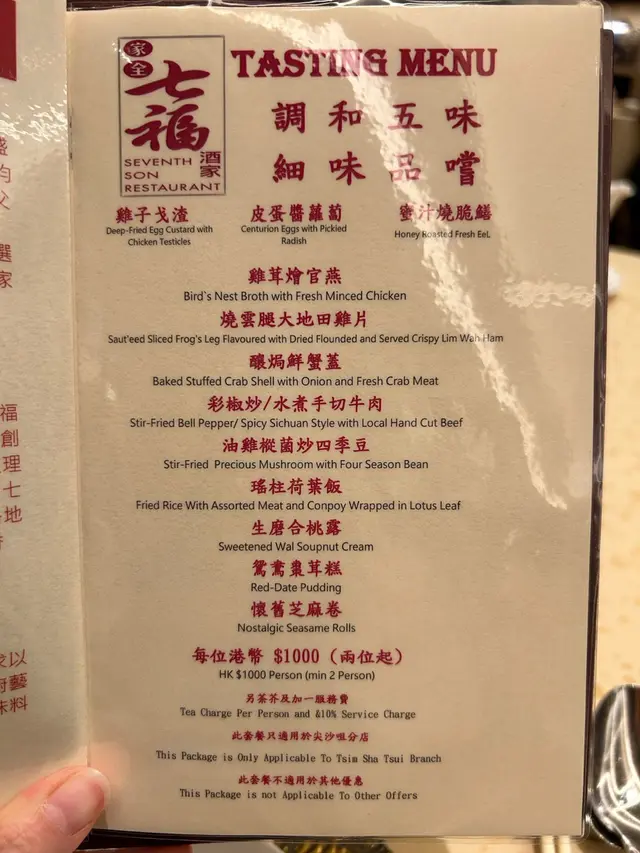 家全
七福
酒家
SEVENTH
SON
RESTAURANT
TASTING MENU
調和五味
細味品嚐
雞子戈渣
Deep-Fried Egg Custard with
Chicken Testicles
皮蛋醬蘿蔔
Centurion Eggs with Pickled
Radish
蜜汁燒脆鱔
Honey Roasted Fresh EeL
雞茸燴官燕
Bird`s Nest Broth with Fresh Minced Chicken
燒雲腿大地田雞片
Saut'eed Sliced Frog's Leg Flavoured with Dried Flounded and Served Crispy Lim Wah Ham
釀焗鮮蟹蓋
Baked Stuffed Crab Shell with Onion and Fresh Crab Meat
彩椒炒/水煮手切牛肉
Stir-Fried Bell Pepper/ Spicy Sichuan Style with Local Hand Cut Beef
油雞樅菌炒四季豆
Stir-Fried Precious Mushroom with Four Season Bean
瑤柱荷葉飯
Fried Rice With Assorted Meat and Conpoy Wrapped in Lotus Leaf
生磨合桃露
Sweetened Wal Soupnut Cream
鴛鴦棗茸糕
Red-Date Pudding
懷舊芝麻卷
Nostalgic Seasame Rolls
每位港幣 $1000 (兩位起)
HK $1000 Person (min 2 Person)
另茶芥及加一服務費
Tea Charge Per Person and &10% Service Charge
此套餐只適用於尖沙咀分店
This Package is Only Applicable To Tsim Sha Tsui Branch
此套餐不適用於其他優惠
This Package is not Applicable To Other Offers